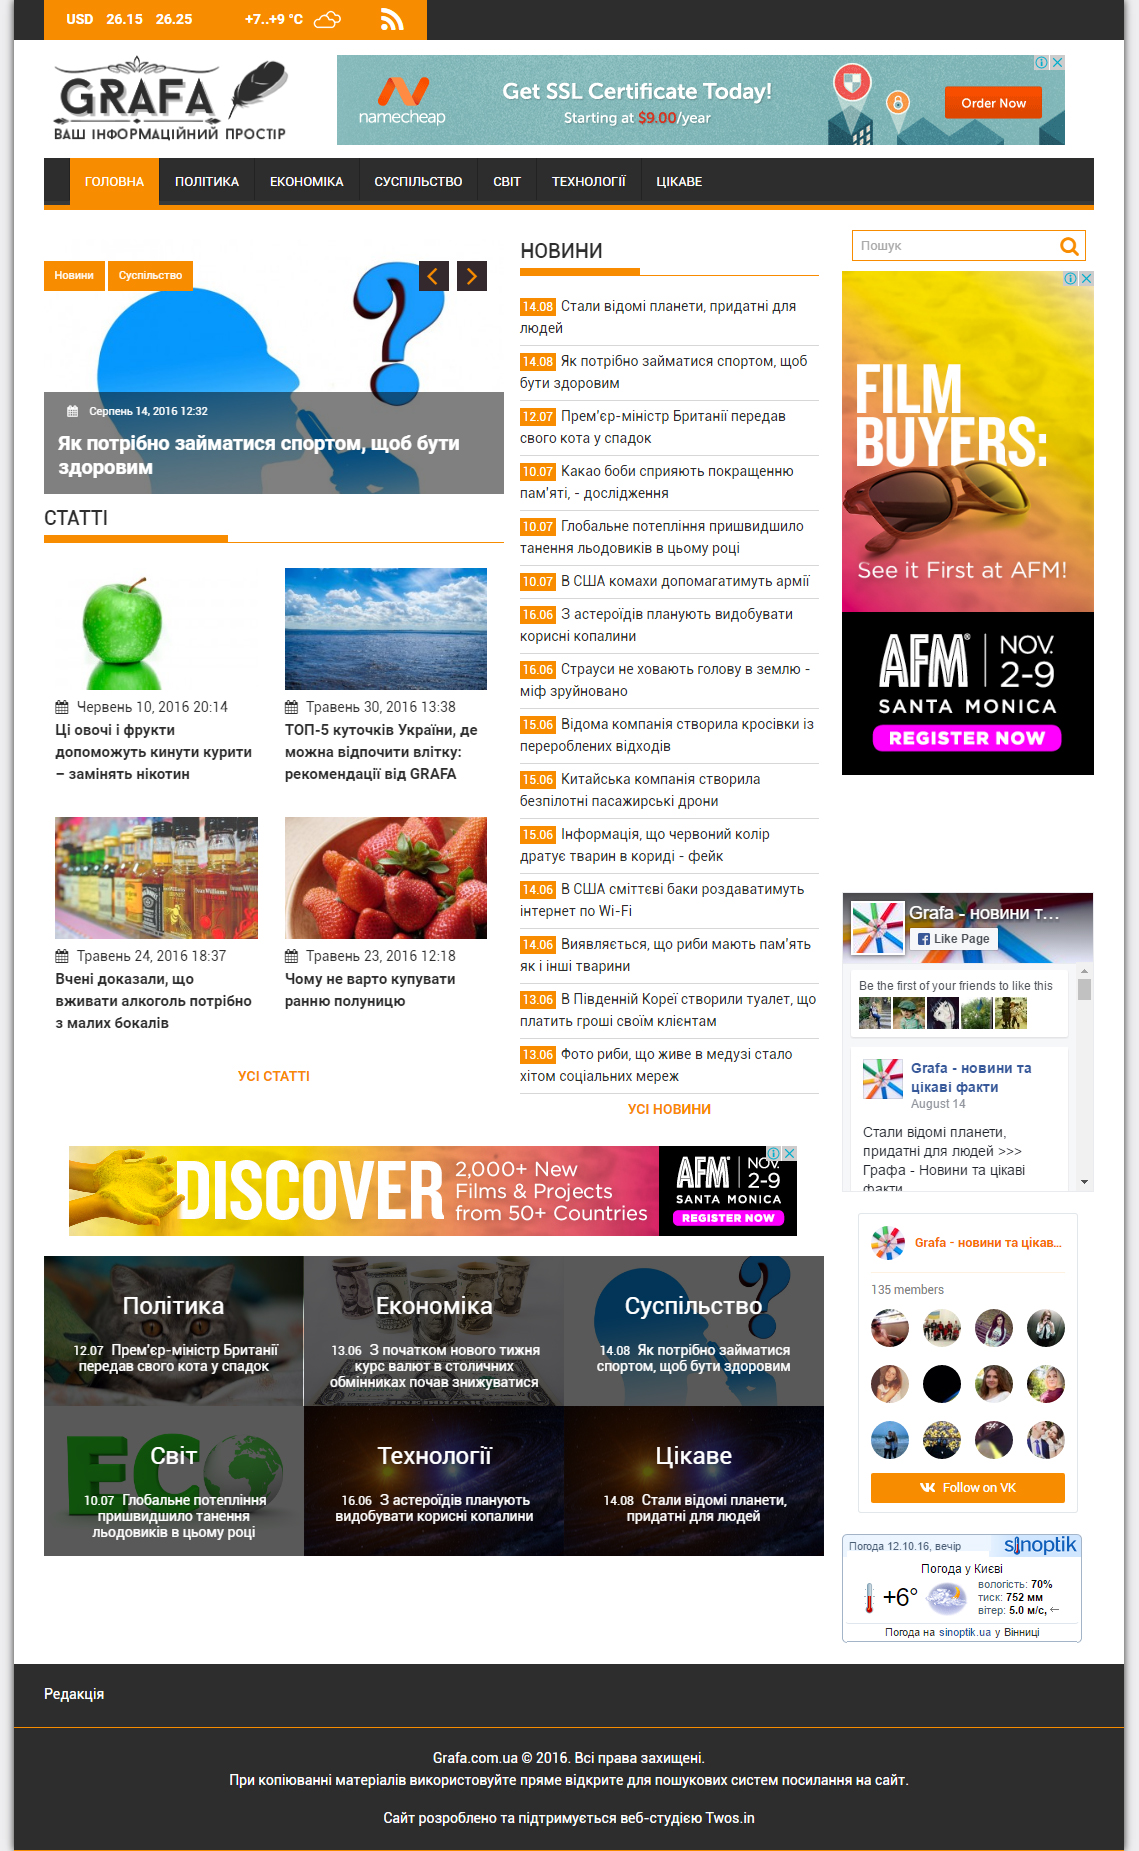 USD 26.15 26.25 +7..+9 °C
GRAFA
ВАШ ІНФОРМАЦІЙНИЙ ПРОСТІР
namecheap
Get SSL Certificate Today!
Starting at $9.00/year
Order Now
ГОЛОВНА ПОЛІТИКА ЕКОНОМІКА СУСПІЛЬСТВО СВІТ ТЕХНОЛОГІЇ ЦІКАВЕ
Новини Суспільство
Серпень 14, 2016 12:32
Як потрібно займатися спортом, щоб бути
здоровим
СТАТТІ
Червень 10, 2016 20:14
Ці овочі і фрукти
допоможуть кинути курити
– замінять нікотин
Травень 30, 2016 13:38
ТОП-5 куточків України, де
можна відпочити влітку:
рекомендації від GRAFA
Травень 24, 2016 18:37
Вчені доказали, що
вживати алкоголь потрібно
з малих бокалів
Травень 23, 2016 12:18
Чому не варто купувати
ранню полуницю
УСІ СТАТТІ
НОВИНИ
14.08 Стали відомі планети, придатні для
людей
14.08 Як потрібно займатися спортом, щоб
бути здоровим
12.07 Прем'єр-міністр Британії передав
свого кота у спадок
10.07 Какао боби сприяють покращенню
пам'яті, - дослідження
10.07 Глобальне потепління пришвидшило
танення льодовиків в цьому році
10.07 В США комахи допомагатимуть армії
16.06 З астероїдів планують видобувати
корисні копалини
16.06 Страуси не ховають голову в землю -
міф зруйновано
15.06 Відома компанія створила кросівки із
перероблених відходів
15.06 Китайська компанія створила
безпілотні пасажирські дрони
15.06 Інформація, що червоний колір
дратує тварин в кориді - фейк
14.06 В США сміттєві баки роздаватимуть
інтернет по Wi-Fi
14.06 Виявляється, що риби мають пам'ять
як і інші тварини
13.06 В Південній Кореї створили туалет, що
платить гроші своїм клієнтам
13.06 Фото риби, що живе в медузі стало
хітом соціальних мереж
УСІ НОВИНИ
Пошук
FILM
BUYERS:
See it First at AFM!
AFM® NOV. 2-9
SANTA MONICA
REGISTER NOW
Grafa - новини т...
Like Page
Be the first of your friends to like this
Grafa - новини та
цікаві факти
August 14
Стали відомі планети,
придатні для людей >>>
Графа - Новини та цікаві
факти
DISCOVER
2,000+ New
Films & Projects
from 50+ Countries
AFM NOV. 2-9
SANTA MONICA
REGISTER NOW
Політика
12.07 Прем'єр-міністр Британії
передав свого кота у спадок
Економіка
13.06 З початком нового тижня
курс валют в столичних
обмінниках почав знижуватися
Суспільство
14.08 Як потрібно займатися
спортом, щоб бути здоровим
ECO
Світ
10.07 Глобальне потепління
пришвидшило танення
льодовиків в цьому році
Технології
16.06 З астероїдів планують
видобувати корисні копалини
Цікаве
14.08 Стали відомі планети,
придатні для людей
Grafa - новини та цікав...
135 members
Follow on VK
Погода 12.10.16, вечір
sinoptik
Погода у Києві
+6°
вологість: 70%
тиск: 752 мм
вітер: 5.0 м/с, ←
Погода на sinoptik.ua у Вінниці
Редакція
Grafa.com.ua © 2016. Всі права захищені.
При копіюванні матеріалів використовуйте пряме відкрите для пошукових систем посилання на сайт.
Сайт розроблено та підтримується веб-студією Twos.in